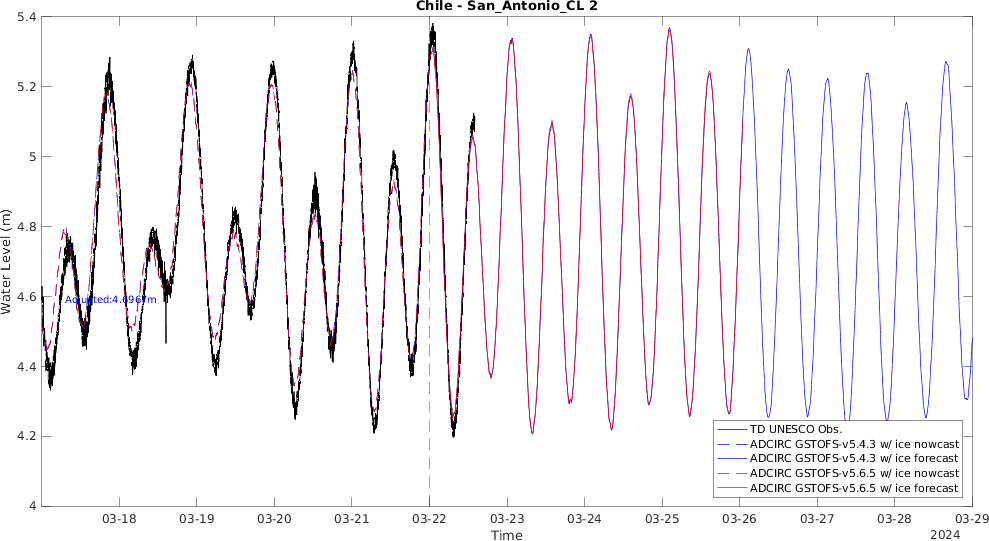 Chile - San_Antonio_CL 2
5.4
5.2
5
4.8
4.6
4.4
4.2
4
Water Level (m)
Adjusted:4.6967m
TD UNESCO Obs.
ADCIRC GSTOFS-v5.4.3 w/ ice nowcast
ADCIRC GSTOFS-v5.4.3 w/ ice forecast
ADCIRC GSTOFS-v5.6.5 w/ ice nowcast
ADCIRC GSTOFS-v5.6.5 w/ ice forecast
03-18 03-19 03-20 03-21 03-22 03-23 03-24 03-25 03-26 03-27 03-28 03-29
Time
2024